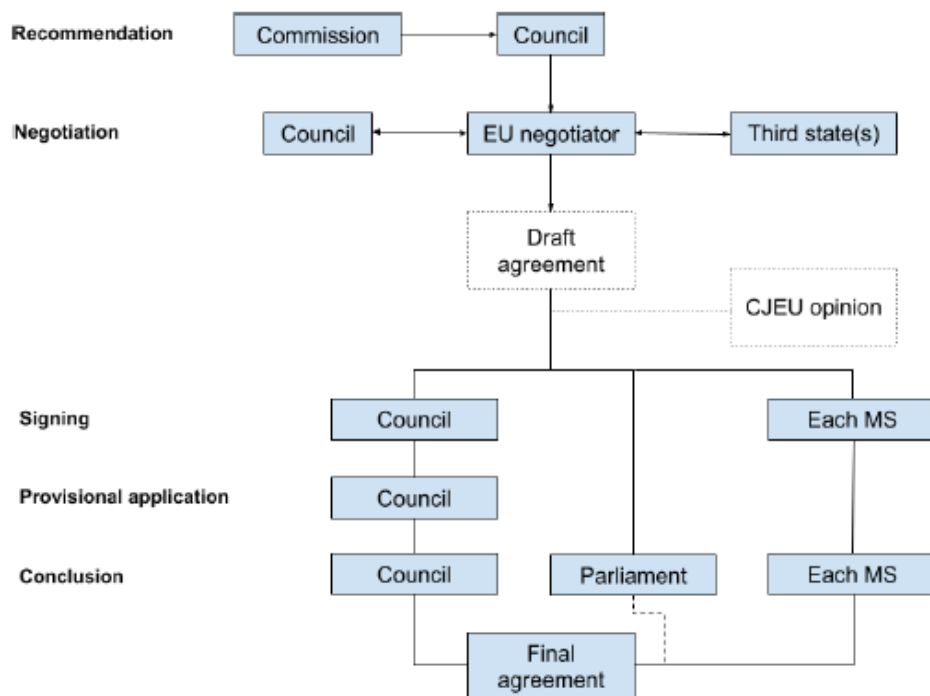 Recommendation
Commission
Council
Negotiation
Council
EU negotiator
Third state(s)
Draft
agreement
CJEU opinion
Signing
Council
Each MS
Provisional application
Council
Conclusion
Council
Parliament
Each MS
Final
agreement